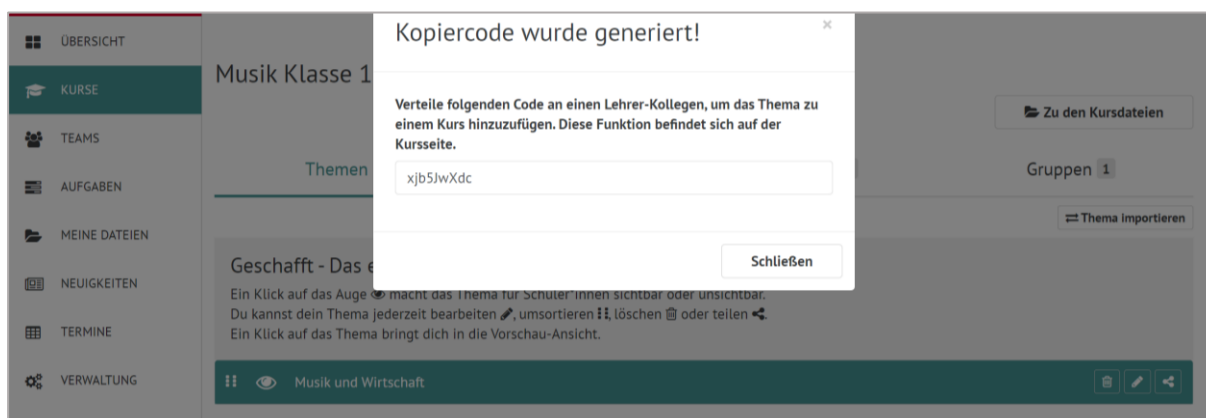 ÜBERSICHT
KURSE
TEAMS
AUFGABEN
MEINE DATEIEN
NEUIGKEITEN
TERMINE
VERWALTUNG
Musik Klasse 1
Zu den Kursdateien
Themen
Gruppen 1
Thema importieren
Kopiercode wurde generiert!
×
Verteile folgenden Code an einen Lehrer-Kollegen, um das Thema zu
einem Kurs hinzuzufügen. Diese Funktion befindet sich auf der
Kursseite.
xjb5JwXdc
Schließen
Geschafft - Das e
Ein Klick auf das Auge macht das Thema für Schüler*innen sichtbar oder unsichtbar.
Du kannst dein Thema jederzeit bearbeiten, umsortieren, löschen oder teilen.
Ein Klick auf das Thema bringt dich in die Vorschau-Ansicht.
Musik und Wirtschaft